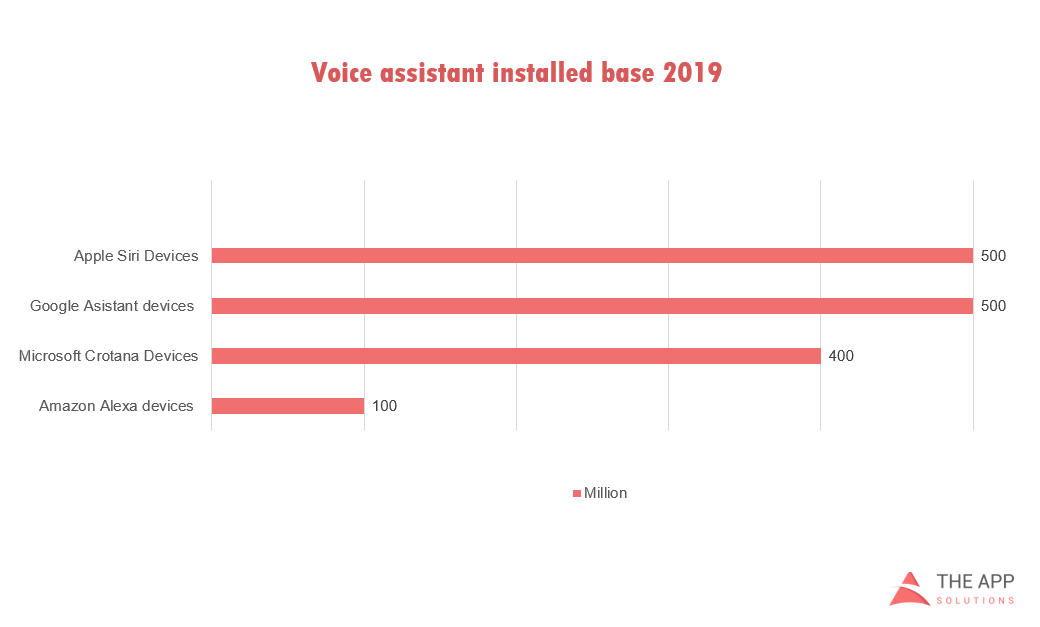 Voice assistant installed base 2019
Apple Siri Devices 500
Google Asistant devices 500
Microsoft Crotana Devices 400
Amazon Alexa devices 100
Million
THE APP
SOLUTIONS